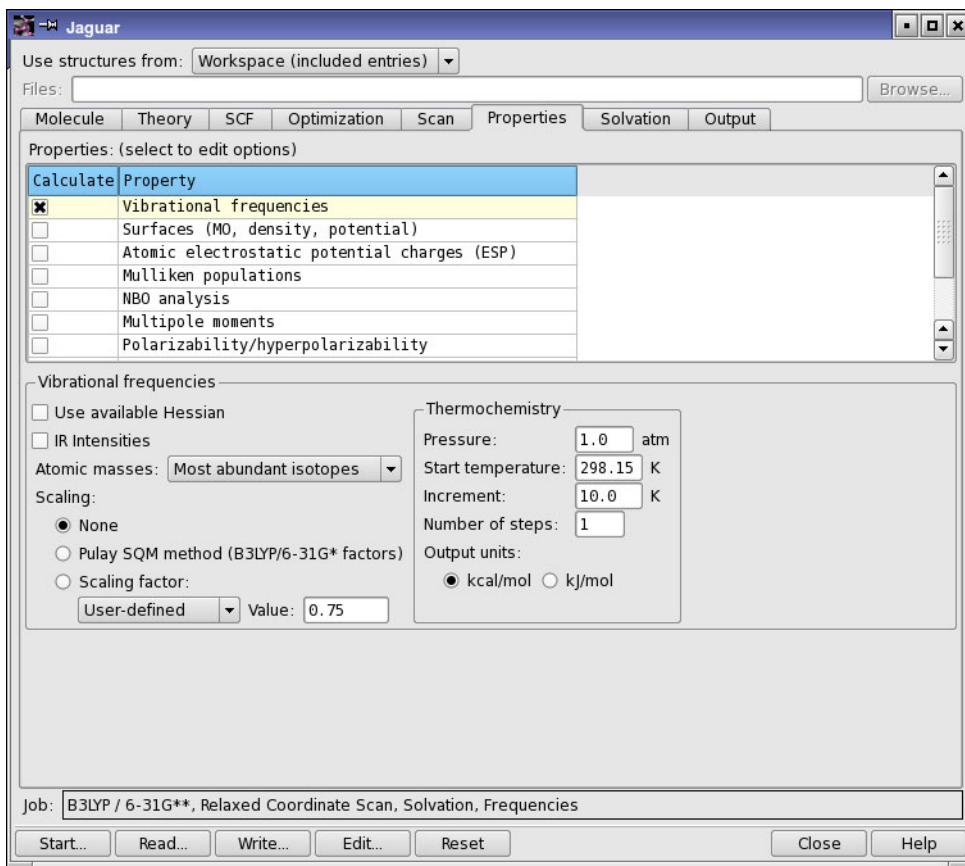 Jaguar
Use structures from: Workspace (included entries)
Files: Browse...
Molecule Theory SCF Optimization Scan Properties Solvation Output
Properties: (select to edit options)
Calculate Property
Vibrational frequencies
Surfaces (MO, density, potential)
Atomic electrostatic potential charges (ESP)
Mulliken populations
NBO analysis
Multipole moments
Polarizability/hyperpolarizability
Vibrational frequencies
Use available Hessian
IR Intensities
Atomic masses: Most abundant isotopes
Scaling:
None
Pulay SQM method (B3LYP/6-31G* factors)
Scaling factor:
User-defined Value: 0.75
Thermochemistry
Pressure: 1.0 atm
Start temperature: 298.15 K
Increment: 10.0 K
Number of steps: 1
Output units:
kcal/mol kJ/mol
Job: B3LYP / 6-31G**, Relaxed Coordinate Scan, Solvation, Frequencies
Start... Read... Write... Edit... Reset Close Help